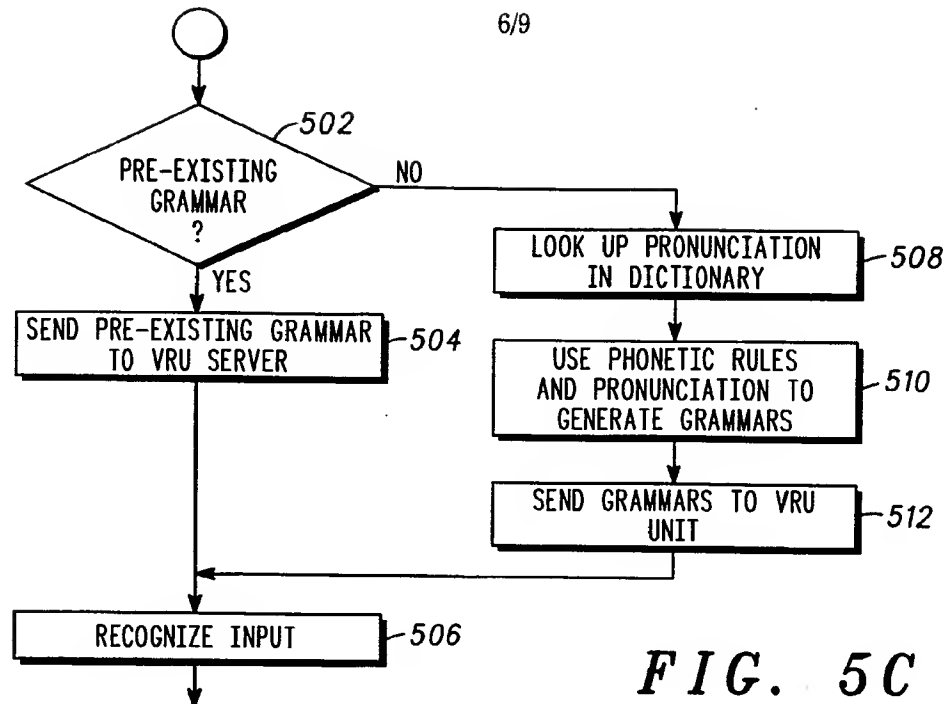 6/9
502
PRE-EXISTING
GRAMMAR
?
NO
YES
LOOK UP PRONUNCIATION
IN DICTIONARY
508
SEND PRE-EXISTING GRAMMAR
TO VRU SERVER
504
USE PHONETIC RULES
AND PRONUNCIATION TO
GENERATE GRAMMARS
510
SEND GRAMMARS TO VRU
UNIT
512
RECOGNIZE INPUT
506
FIG. 5C